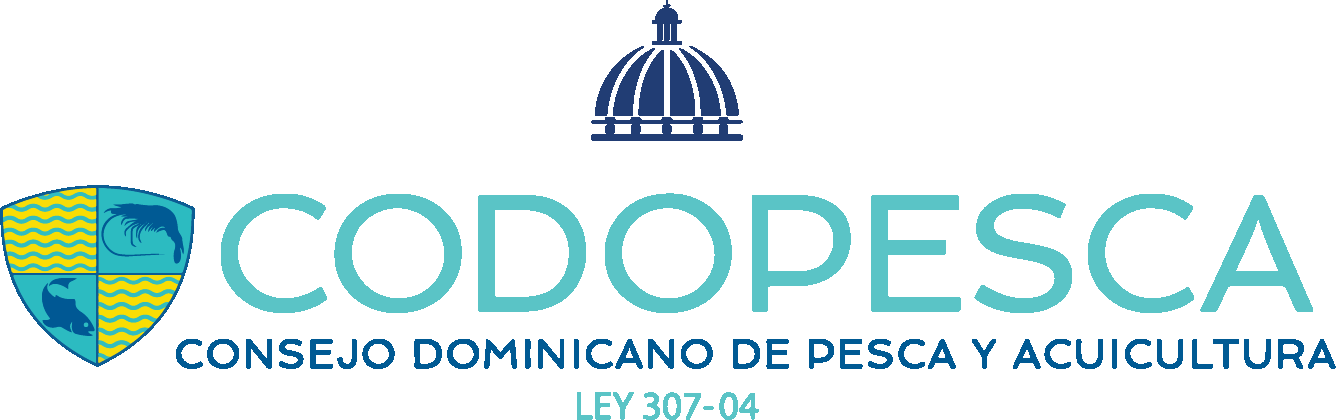 CODOPESCA
CONSEJO DOMINICANO DE PESCA Y ACUICULTURA
LEY 307-04